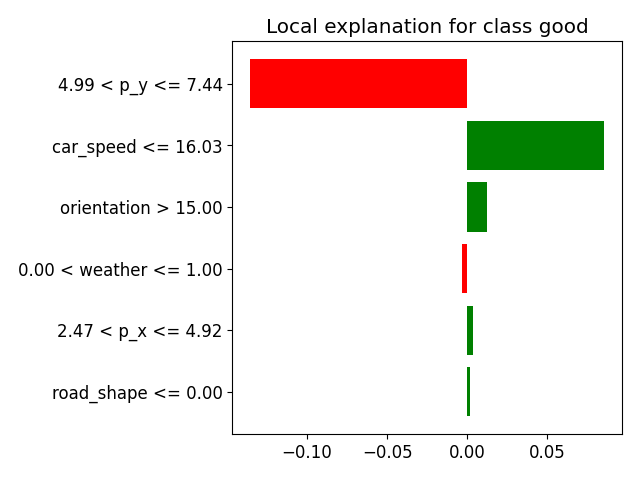 Local explanation for class good
4.99 < p_y <= 7.44
car_speed <= 16.03
orientation > 15.00
0.00 < weather <= 1.00
2.47 < p_x <= 4.92
road_shape <= 0.00
−0.10 −0.05 0.00 0.05